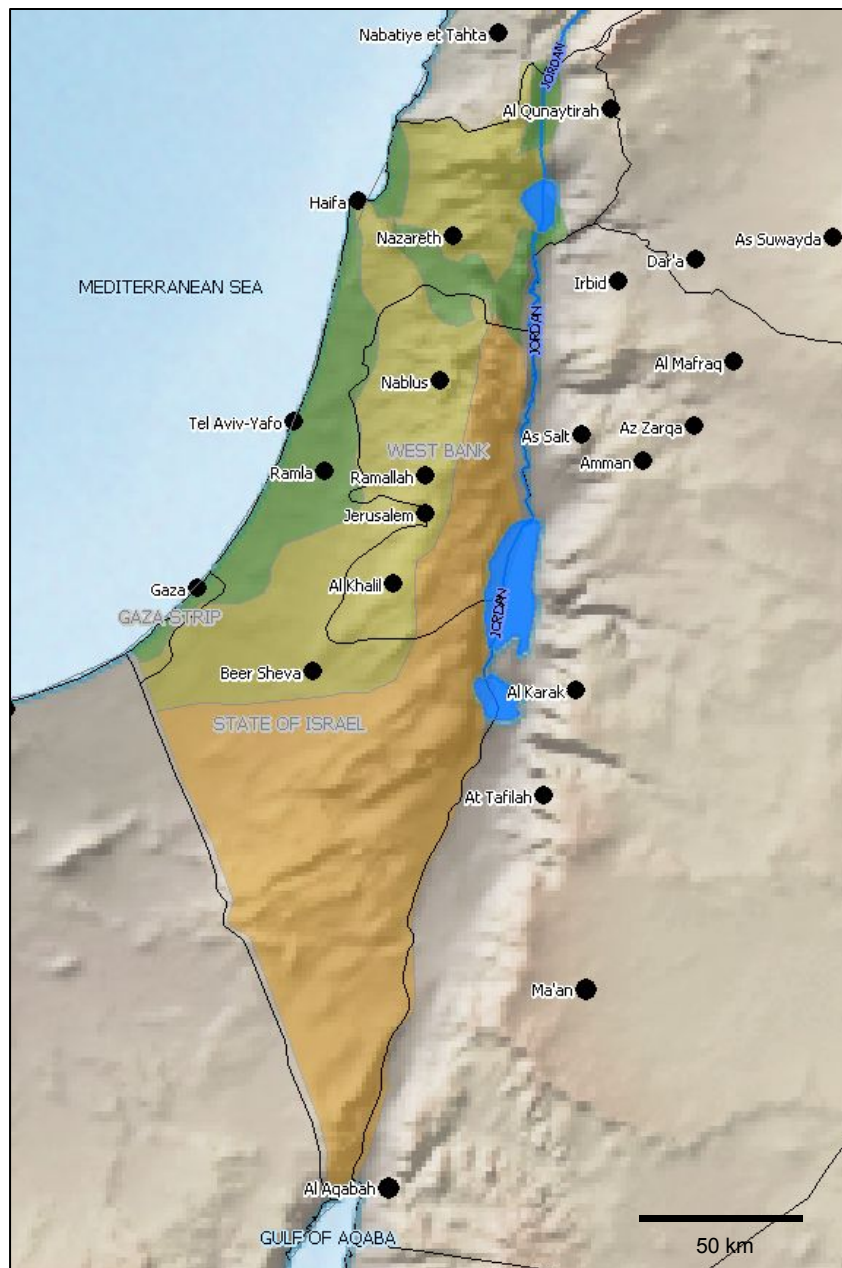 Nabatiye et Tahta
JORDAN
Al Qunaytirah
Haifa
Nazareth
As Suwayda
Dar'a
Irbid
MEDITERRANEAN SEA
JORDAN
Al Mafraq
Nablus
Tel Aviv-Yafo
As Salt
Az Zarqa
WEST BANK
Amman
Ramla
Ramallah
Jerusalem
Gaza
Al Khalil
JORDAN
GAZA STRIP
Beer Sheva
Al Karak
STATE OF ISRAEL
At Tafilah
Ma'an
Al Aqabah
GULF OF AQABA
50 km